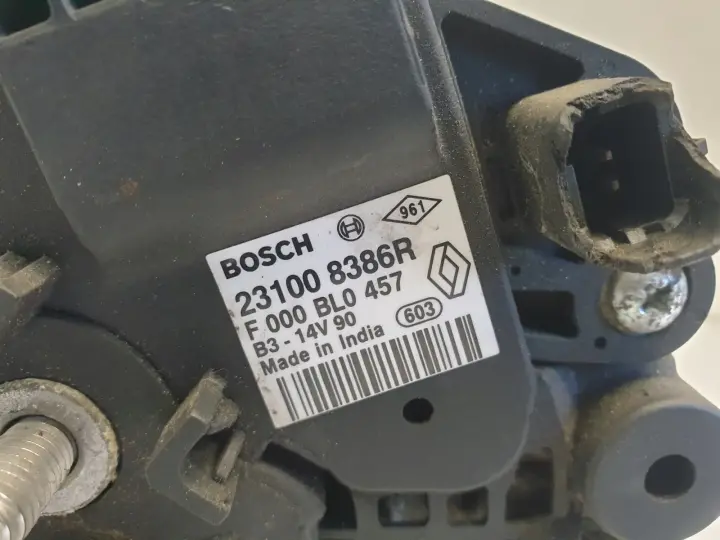 BOSCH
961
23100 8386R
F 000 BL0 457
B3 - 14V 90
603
Made in India